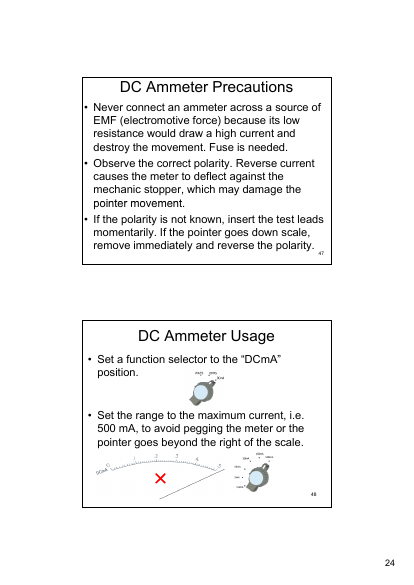 DC Ammeter Precautions
• Never connect an ammeter across a source of
EMF (electromotive force) because its low
resistance would draw a high current and
destroy the movement. Fuse is needed.
• Observe the correct polarity. Reverse current
causes the meter to deflect against the
mechanic stopper, which may damage the
pointer movement.
• If the polarity is not known, insert the test leads
momentarily. If the pointer goes down scale,
remove immediately and reverse the polarity.
47
DC Ammeter Usage
• Set a function selector to the “DCmA”
position.
• Set the range to the maximum current, i.e.
500 mA, to avoid pegging the meter or the
pointer goes beyond the right of the scale.
DCmA 0 1 2 3 4 5
48
24